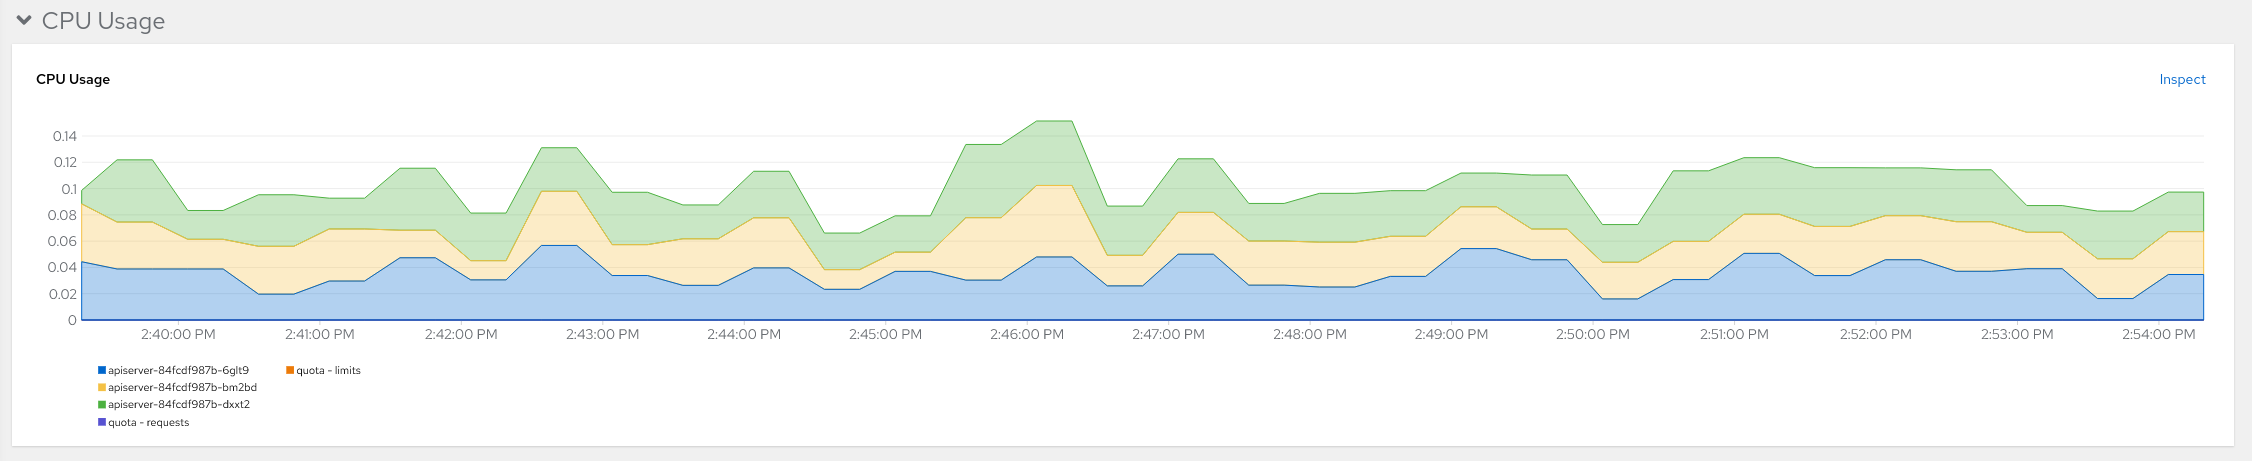 CPU Usage
CPU Usage
Inspect
0.14
0.12
0.1
0.08
0.06
0.04
0.02
0
2:40:00 PM 2:41:00 PM 2:42:00 PM 2:43:00 PM 2:44:00 PM 2:45:00 PM 2:46:00 PM 2:47:00 PM 2:48:00 PM 2:49:00 PM 2:50:00 PM 2:51:00 PM 2:52:00 PM 2:53:00 PM 2:54:00 PM
apiserver-84fcdf987b-6glt9 quota - limits
apiserver-84fcdf987b-bm2bd
apiserver-84fcdf987b-dxxt2
quota - requests